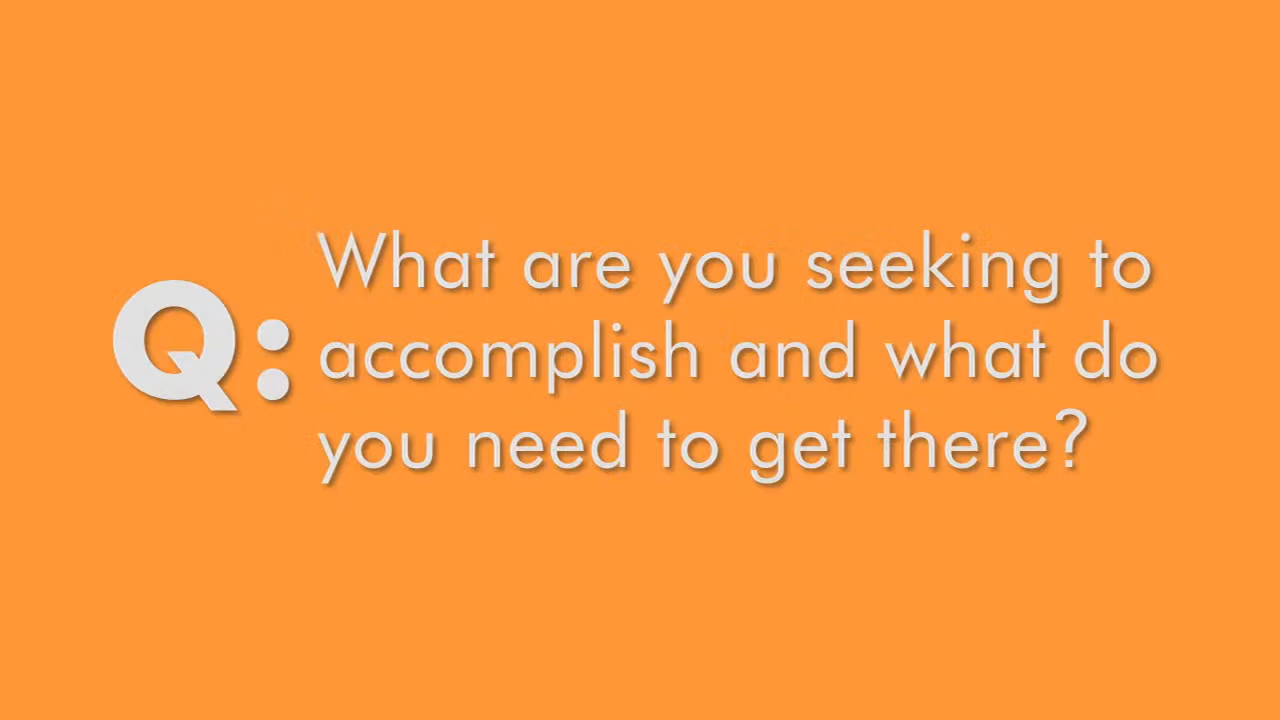 Q:
What are you seeking to
accomplish and what do
you need to get there?